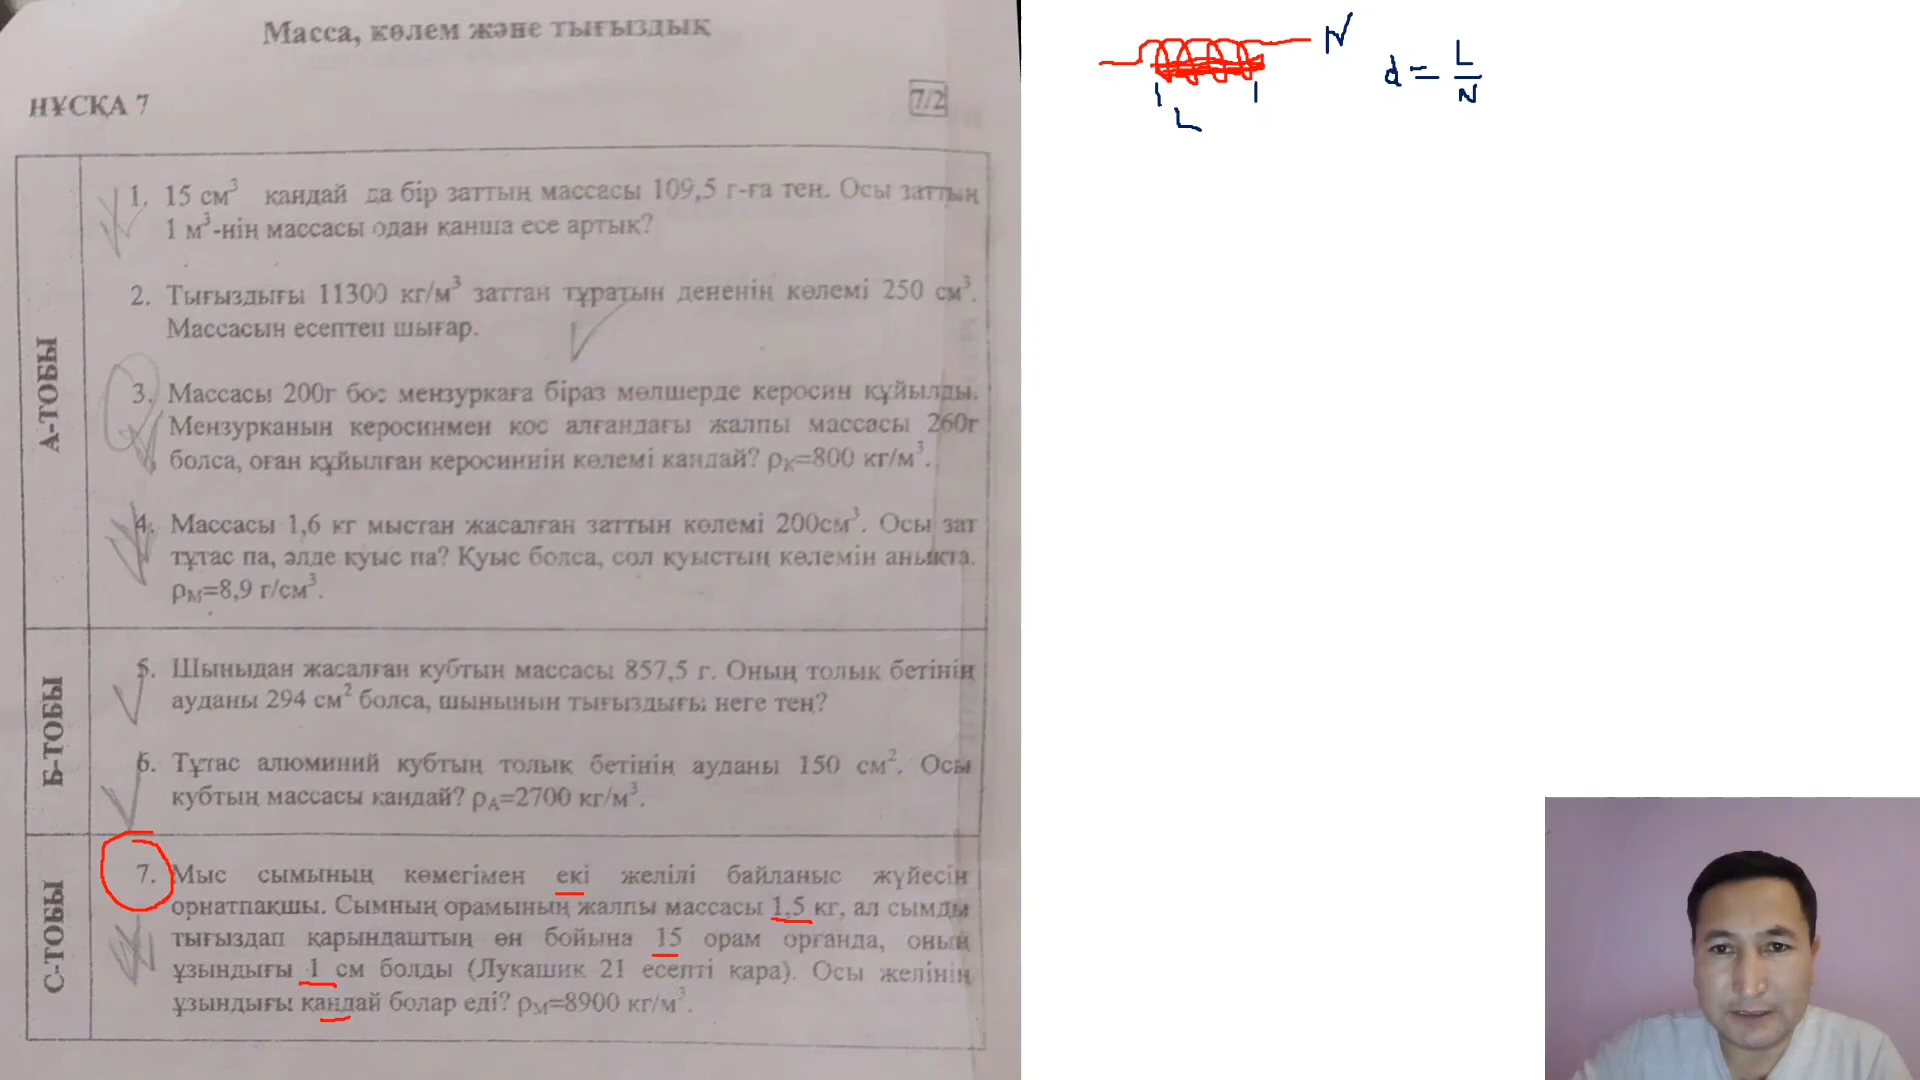 Масса, көлем және тығыздық
НҰСҚА 7
7/2
А-ТОБЫ
1. 15 см³ қандай да бір заттың массасы 109,5 г-ға тең. Осы заттың
1 м³-нің массасы одан қанша есе артық?
2. Тығыздығы 11300 кг/м³ заттан тұратын дененің көлемі 250 см³.
Массасын есептеп шығар.
3. Массасы 200г бос мензуркаға біраз мөлшерде керосин құйылды.
Мензурканың керосинмен қос алғандағы жалпы массасы 260г
болса, оған құйылған керосиннің көлемі қандай? ρк=800 кг/м³.
4. Массасы 1,6 кг мыстан жасалған заттың көлемі 200см³. Осы зат
тұтас па, әлде қуыс па? Қуыс болса, сол қуыстың көлемін анықта.
ρм=8,9 г/см³.
Б-ТОБЫ
5. Шыныдан жасалған кубтың массасы 857,5 г. Оның толық бетінің
ауданы 294 см² болса, шынының тығыздығы неге тең?
6. Тұтас алюминий кубтың толық бетінің ауданы 150 см². Осы
кубтың массасы қандай? ρА=2700 кг/м³.
С-ТОБЫ
7. Мыс сымының көмегімен екі желілі байланыс жүйесін
орнатпақшы. Сымның орамының жалпы массасы 1,5 кг, ал сымды
тығыздап қарындаштың өн бойына 15 орам орғанда, оның
ұзындығы 1 см болды (Лукашик 21 есепті қара). Осы желінің
ұзындығы қандай болар еді? ρм=8900 кг/м³.
N
L
d = L/N